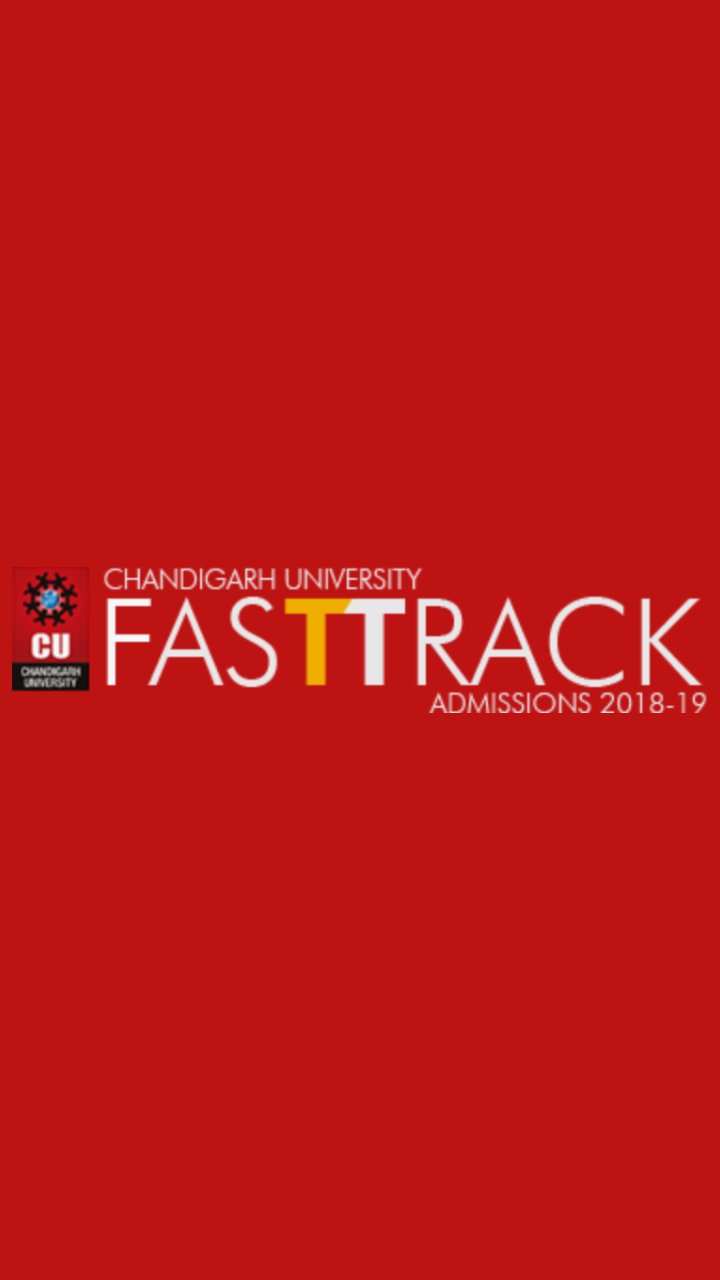 CHANDIGARH UNIVERSITY
FASTTRACK
ADMISSIONS 2018-19
CU
CHANDIGARH
UNIVERSITY